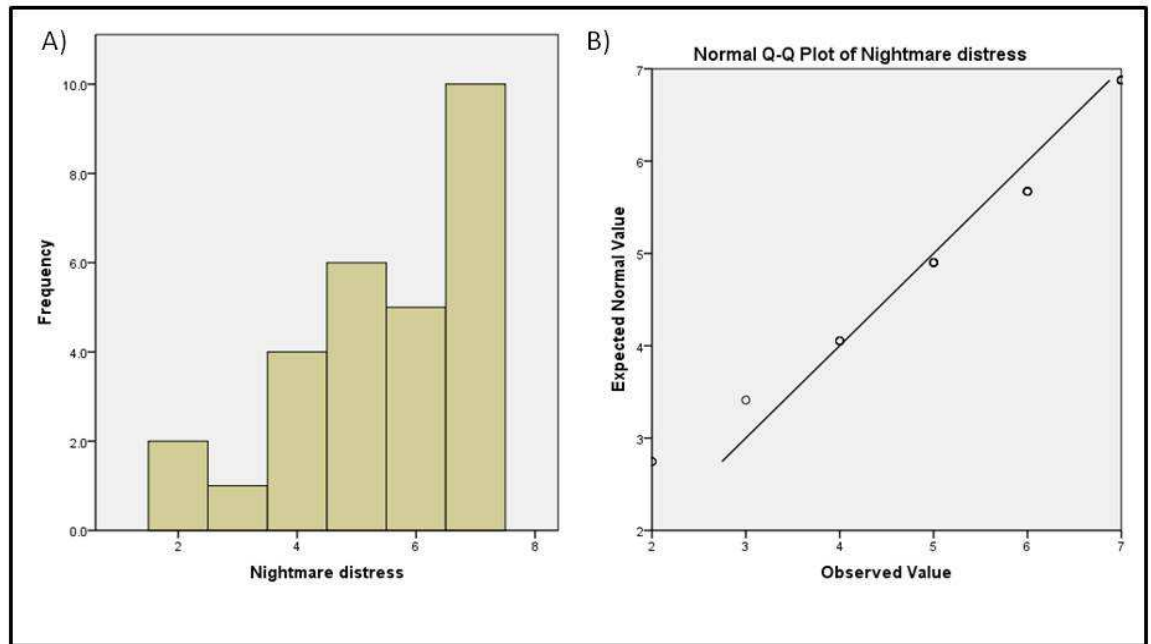 A)
10.0
8.0
6.0
4.0
2.0
0.0
Frequency
2 4 6 8
Nightmare distress
B)
Normal Q-Q Plot of Nightmare distress
7
6
5
4
3
2
Expected Normal Value
2 3 4 5 6 7
Observed Value